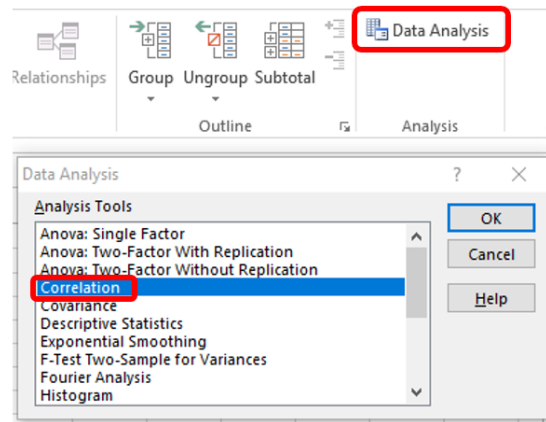 Relationships
Group Ungroup Subtotal
Data Analysis
Outline
Analysis
Data Analysis
?
Analysis Tools
Anova: Single Factor
Anova: Two-Factor With Replication
Anova: Two-Factor Without Replication
Correlation
Covariance
Descriptive Statistics
Exponential Smoothing
F-Test Two-Sample for Variances
Fourier Analysis
Histogram
OK
Cancel
Help